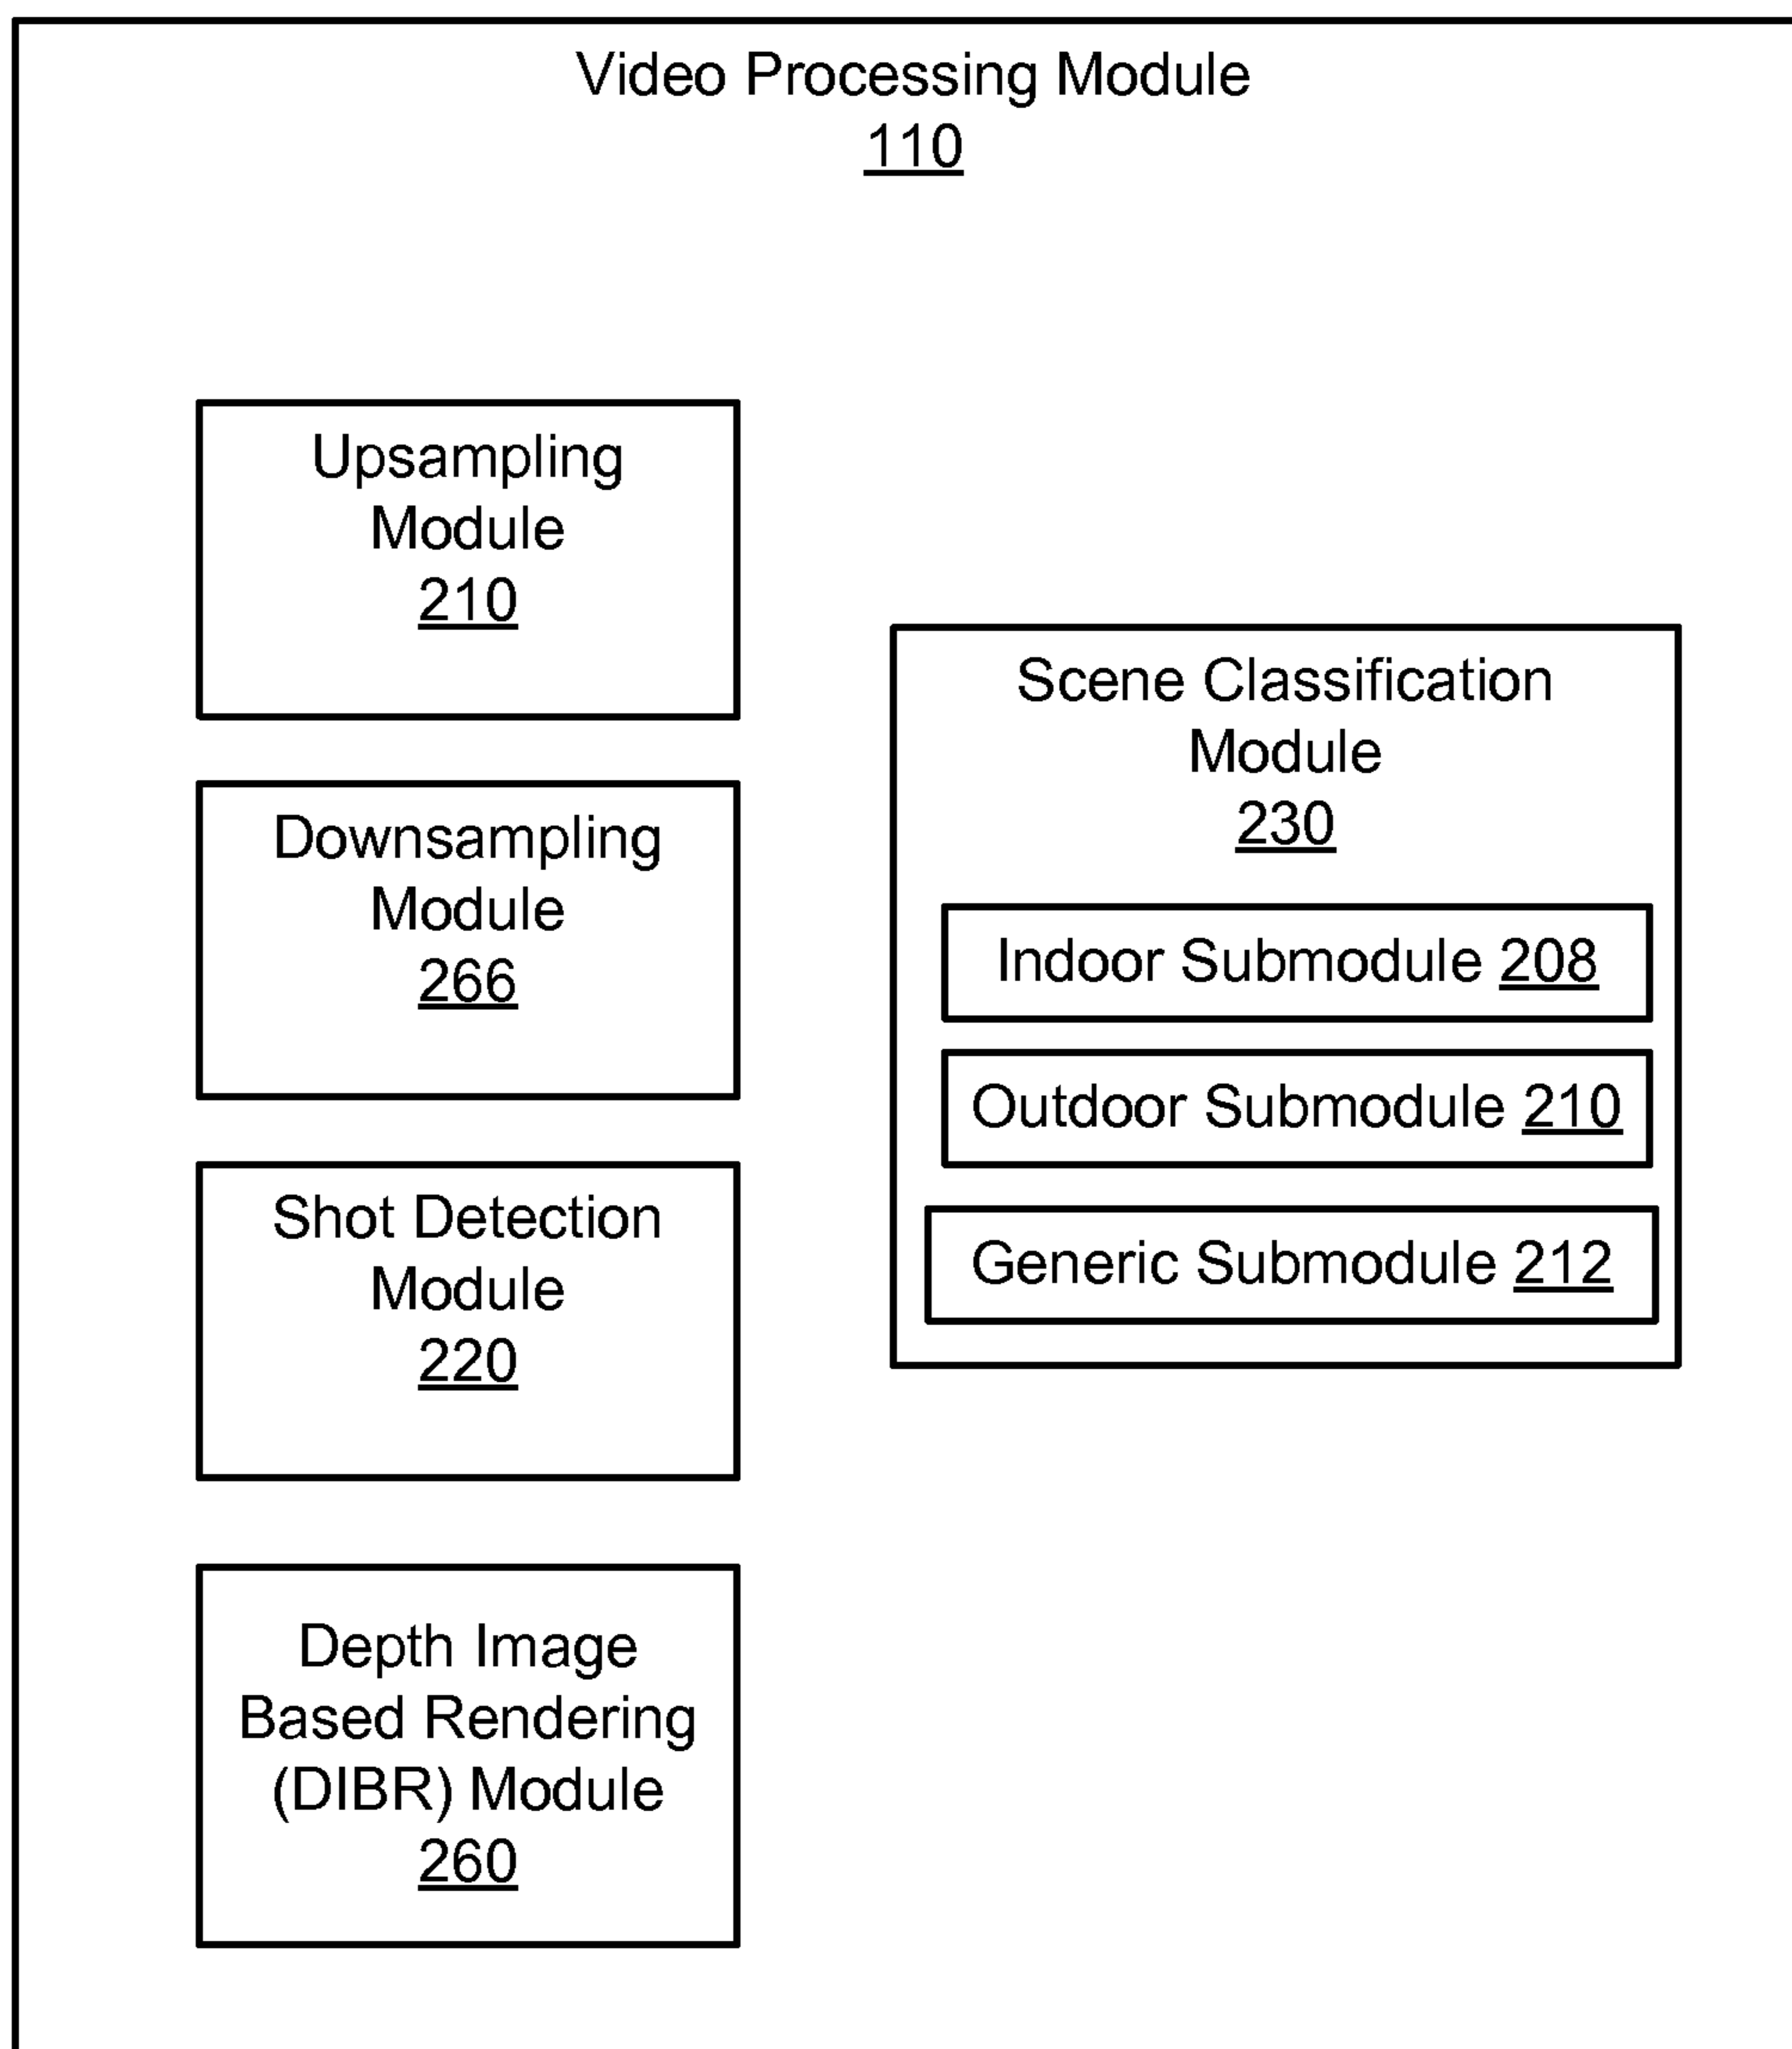 Video Processing Module
110
Upsampling
Module
210
Downsampling
Module
266
Shot Detection
Module
220
Depth Image
Based Rendering
(DIBR) Module
260
Scene Classification
Module
230
Indoor Submodule 208
Outdoor Submodule 210
Generic Submodule 212